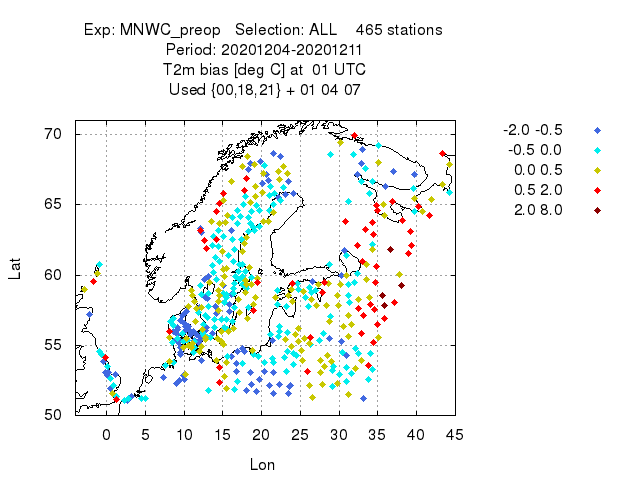 Exp: MNWC_preop   Selection: ALL    465 stations
Period: 20201204-20201211
T2m bias [deg C] at  01 UTC
Used {00,18,21} + 01 04 07
-2.0 -0.5
-0.5 0.0
0.0 0.5
0.5 2.0
2.0 8.0
Lat
70
65
60
55
50
0 5 10 15 20 25 30 35 40 45
Lon